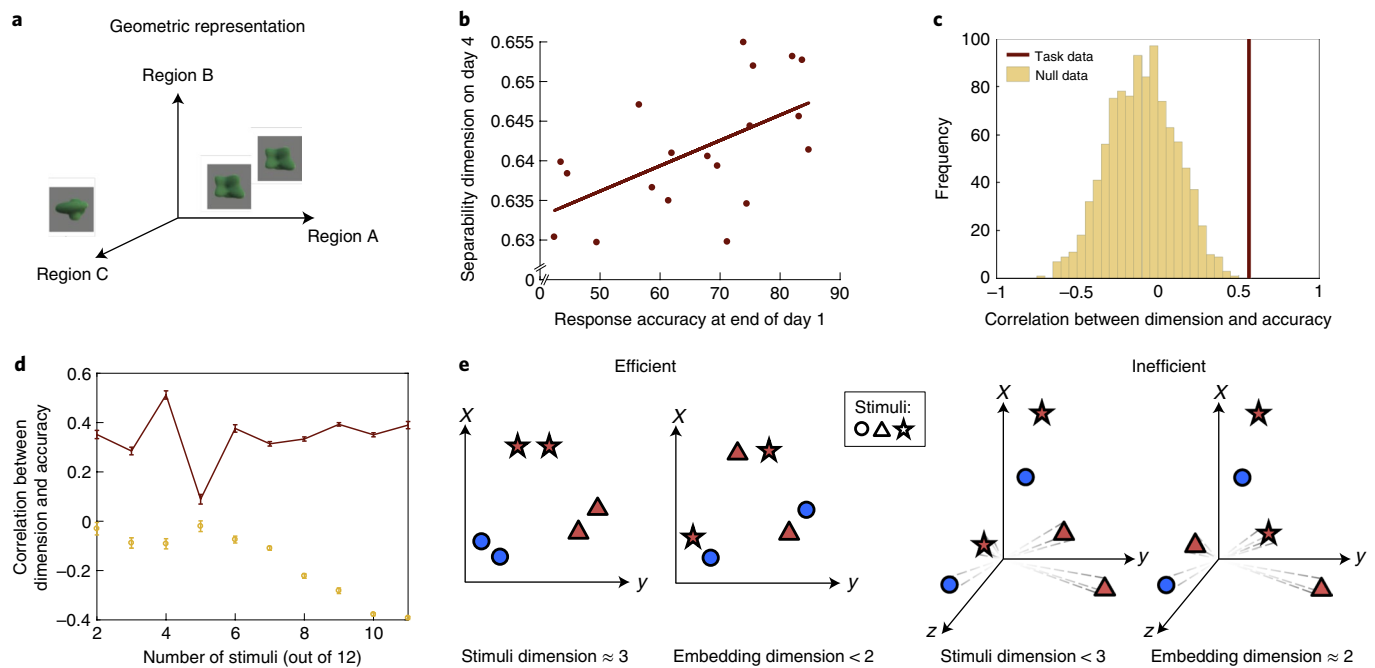 a
Geometric representation
Region B
Region A
Region C
b
Separability dimension on day 4
0.655
0.65
0.645
0.64
0.635
0.63
0
0
50
60
70
80
90
Response accuracy at end of day 1
c
Frequency
100
80
60
40
20
0
Task data
Null data
−1
−0.5
0
0.5
1
Correlation between dimension and accuracy
d
Correlation between
dimension and accuracy
0.6
0.4
0.2
0
−0.2
−0.4
2
4
6
8
10
Number of stimuli (out of 12)
e
Efficient
X
y
Stimuli dimension ≈ 3
X
y
Embedding dimension < 2
Stimuli:
Inefficient
X
y
z
Stimuli dimension < 3
X
y
z
Embedding dimension ≈ 2